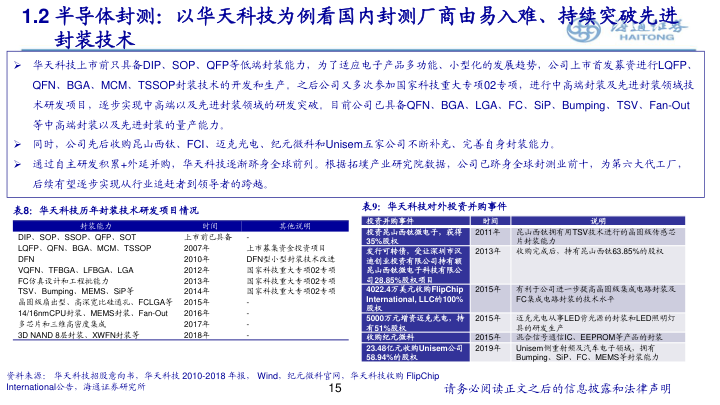 1.2 半导体封测：以华天科技为例看国内封测厂商由易入难、持续突破先进
封装技术
海通证券
HAITONG
➢ 华天科技上市前只具备DIP、SOP、QFP等低端封装能力，为了适应电子产品多功能、小型化的发展趋势，公司上市首发募资进行LQFP、
QFN、BGA、MCM、TSSOP封装技术的开发和生产。之后公司又多次参加国家科技重大专项02专项，进行中高端封装及先进封装领域技
术研发项目，逐步实现中高端以及先进封装领域的研发突破。目前公司已具备QFN、BGA、LGA、FC、SiP、Bumping、TSV、Fan-Out
等中高端封装以及先进封装的量产能力。
➢ 同时，公司先后收购昆山西钛、FCI、迈克光电、纪元微科和Unisem五家公司不断补充、完善自身封装能力。
➢ 通过自主研发积累+外延并购，华天科技逐渐跻身全球前列。根据拓墣产业研究院数据，公司已跻身全球封测业前十，为第六大代工厂，
后续有望逐步实现从行业追赶者到领导者的跨越。
表8：华天科技历年封装技术研发项目情况
封装能力 时间 其他说明
DIP、SOP、SSOP、QFP、SOT 上市前已具备 -
LQFP、QFN、BGA、MCM、TSSOP 2007年 上市募集资金投资项目
DFN 2010年 DFN型小型封装技术改进
VQFN、TFBGA、LFBGA、LGA 2012年 国家科技重大专项02专项
FC仿真设计和工程批能力 2013年 国家科技重大专项02专项
TSV、Bumping、MEMS、SiP等 2014年 国家科技重大专项02专项
晶圆级扇出型、高深宽比硅通孔、FCLGA等 2015年 -
14/16nmCPU封装、MEMS封装、Fan-Out 2016年 -
多芯片和三维高密度集成 2017年 -
3D NAND 8层封装、XWFN封装等 2018年 -
表9：华天科技对外投资并购事件
投资并购事件 时间 说明
投资昆山西钛微电子，获得 2011年 昆山西钛拥有用TSV技术进行的晶圆级传感芯
35%股权 片封装能力
发行可转债，受让深圳市汉 2013年 收购完成后，持有昆山西钛63.85%的股权
迪创业投资有限公司持有额
昆山西钛微电子科技有限公
司28.85%股权项目
4022.4万美元收购FlipChip 2015年 有利于公司进一步提高晶圆级集成电路封装及
International, LLC的100% FC集成电路封装的技术水平
股权
5000万元增资迈克光电，持 2015年 迈克光电从事LED背光源的封装和LED照明灯
有51%股权 具的研发生产
收购纪元微科 2015年 混合信号通信IC、EEPROM等产品的封装
23.48亿元收购Unisem公司 2019年 Unisem侧重射频及汽车电子领域，拥有
58.94%的股权 Bumping、SiP、FC、MEMS等封装能力
资料来源：华天科技招股意向书、华天科技 2010-2018 年报、 Wind、纪元微科官网、华天科技收购 FlipChip
International公告，海通证券研究所
15
请务必阅读正文之后的信息披露和法律声明